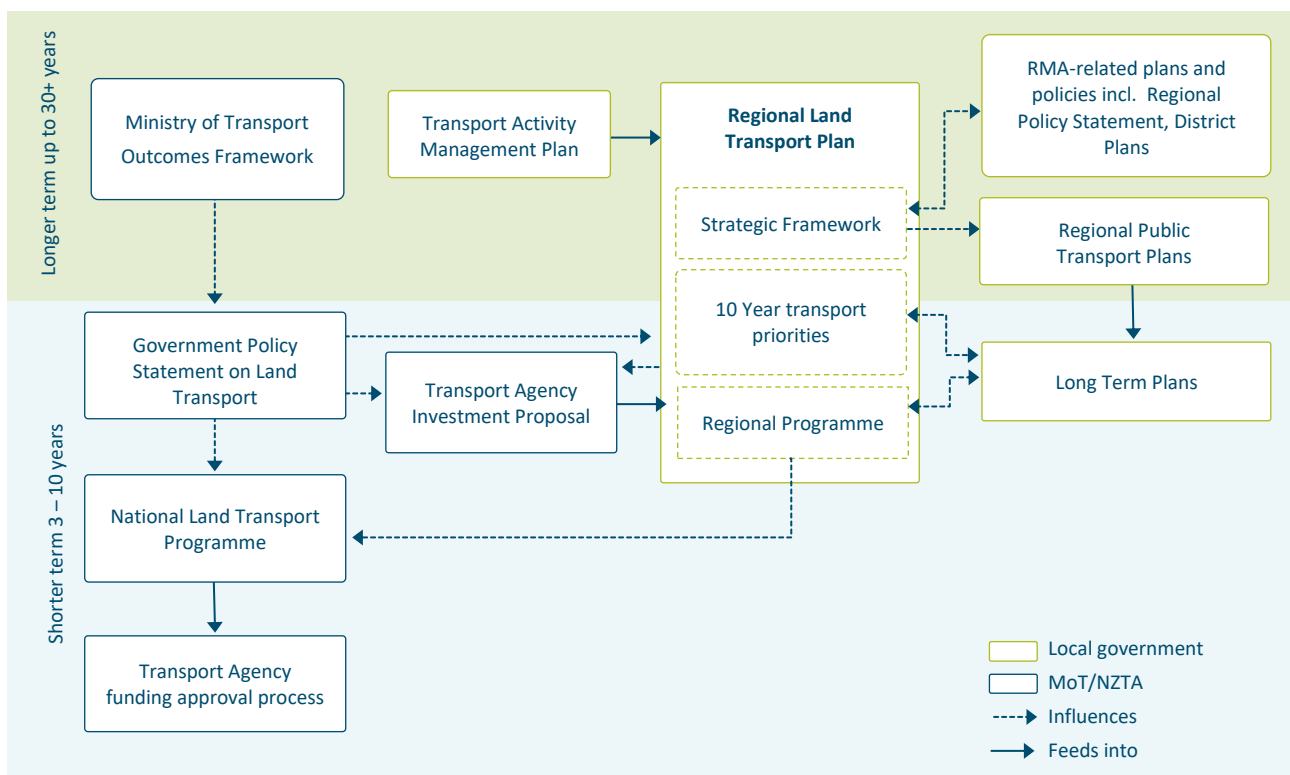 Longer term up to 30+ years
Ministry of Transport
Outcomes Framework
Transport Activity
Management Plan
Regional Land
Transport Plan
Strategic Framework
10 Year transport
priorities
Regional Programme
RMA-related plans and
policies incl.  Regional
Policy Statement, District
Plans
Regional Public
Transport Plans
Long Term Plans
Shorter term 3 – 10 years
Government Policy
Statement on Land
Transport
Transport Agency
Investment Proposal
National Land Transport
Programme
Transport Agency
funding approval process
Local government
MoT/NZTA
Influences
Feeds into